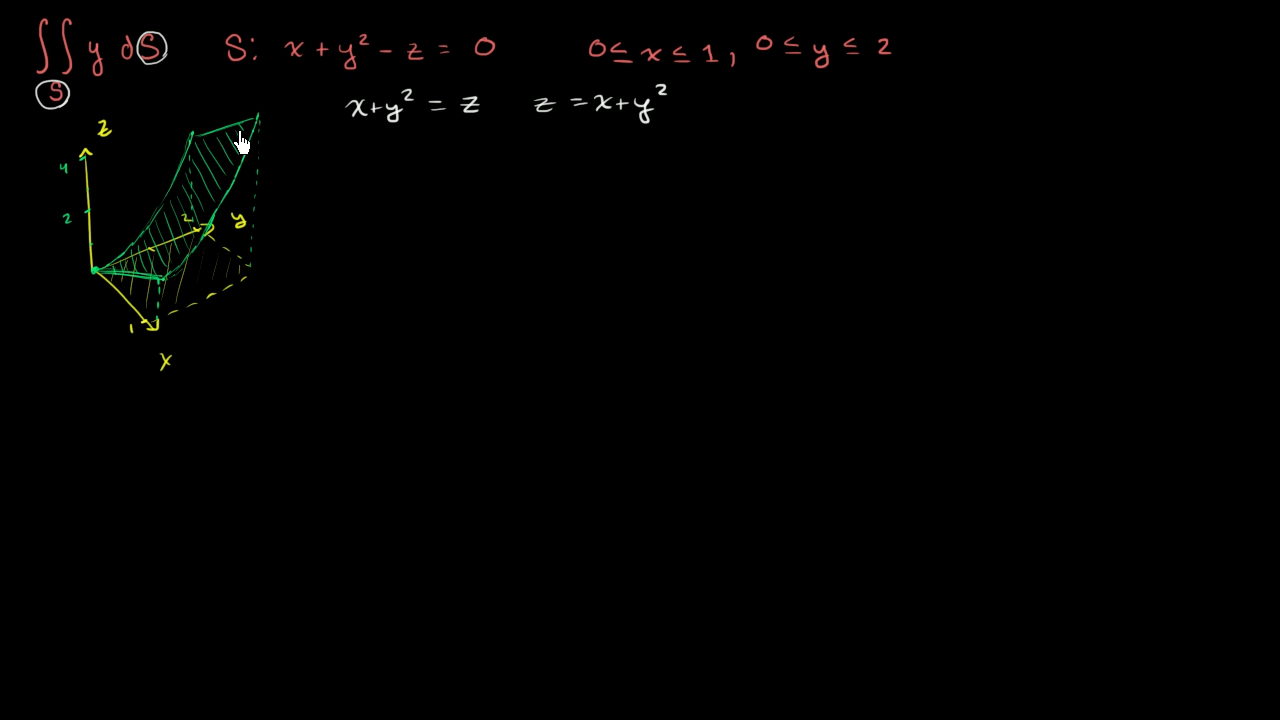 ∬ y dS S: x + y² - z = 0 0 ≤ x ≤ 1, 0 ≤ y ≤ 2
S
x+y² = z z = x+y²
z
4
2
2
y
1
x